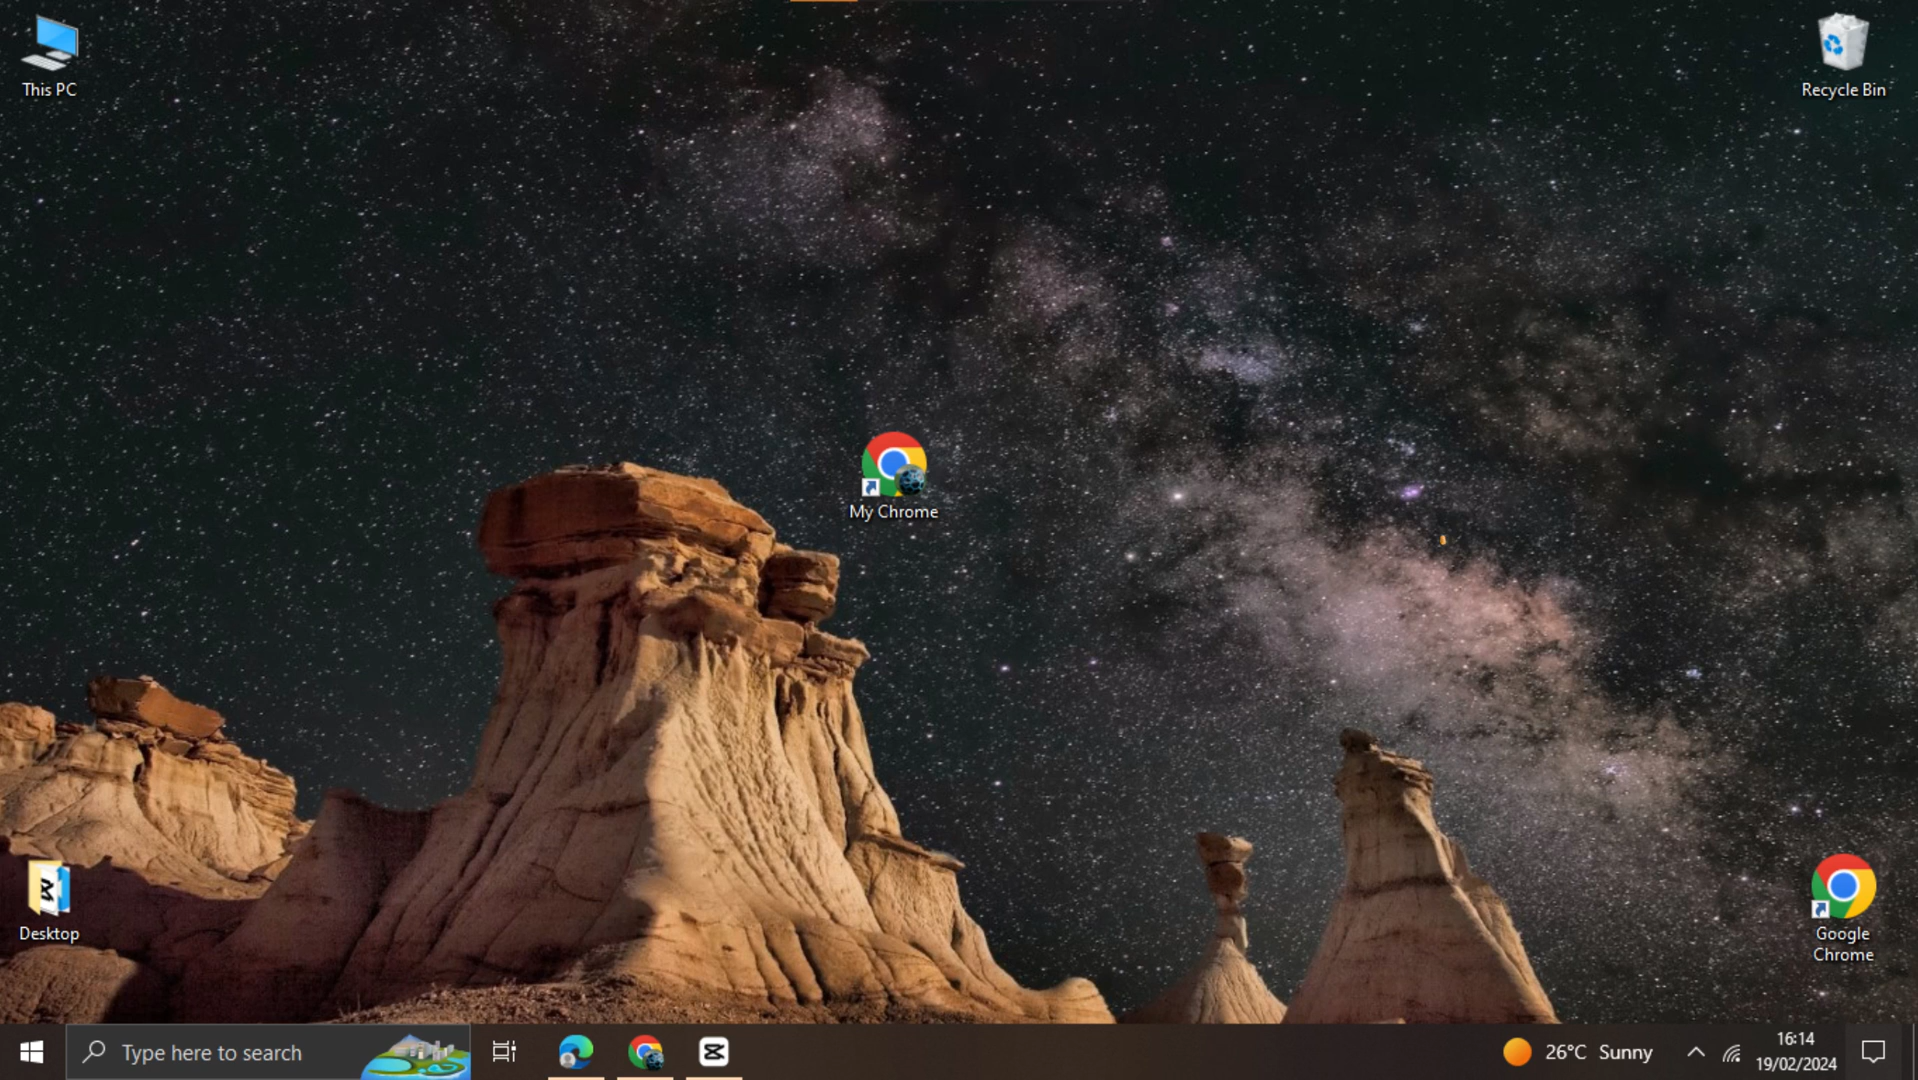 This PC
Recycle Bin
My Chrome
Desktop
Google
Chrome
Type here to search
26°C Sunny
16:14
19/02/2024